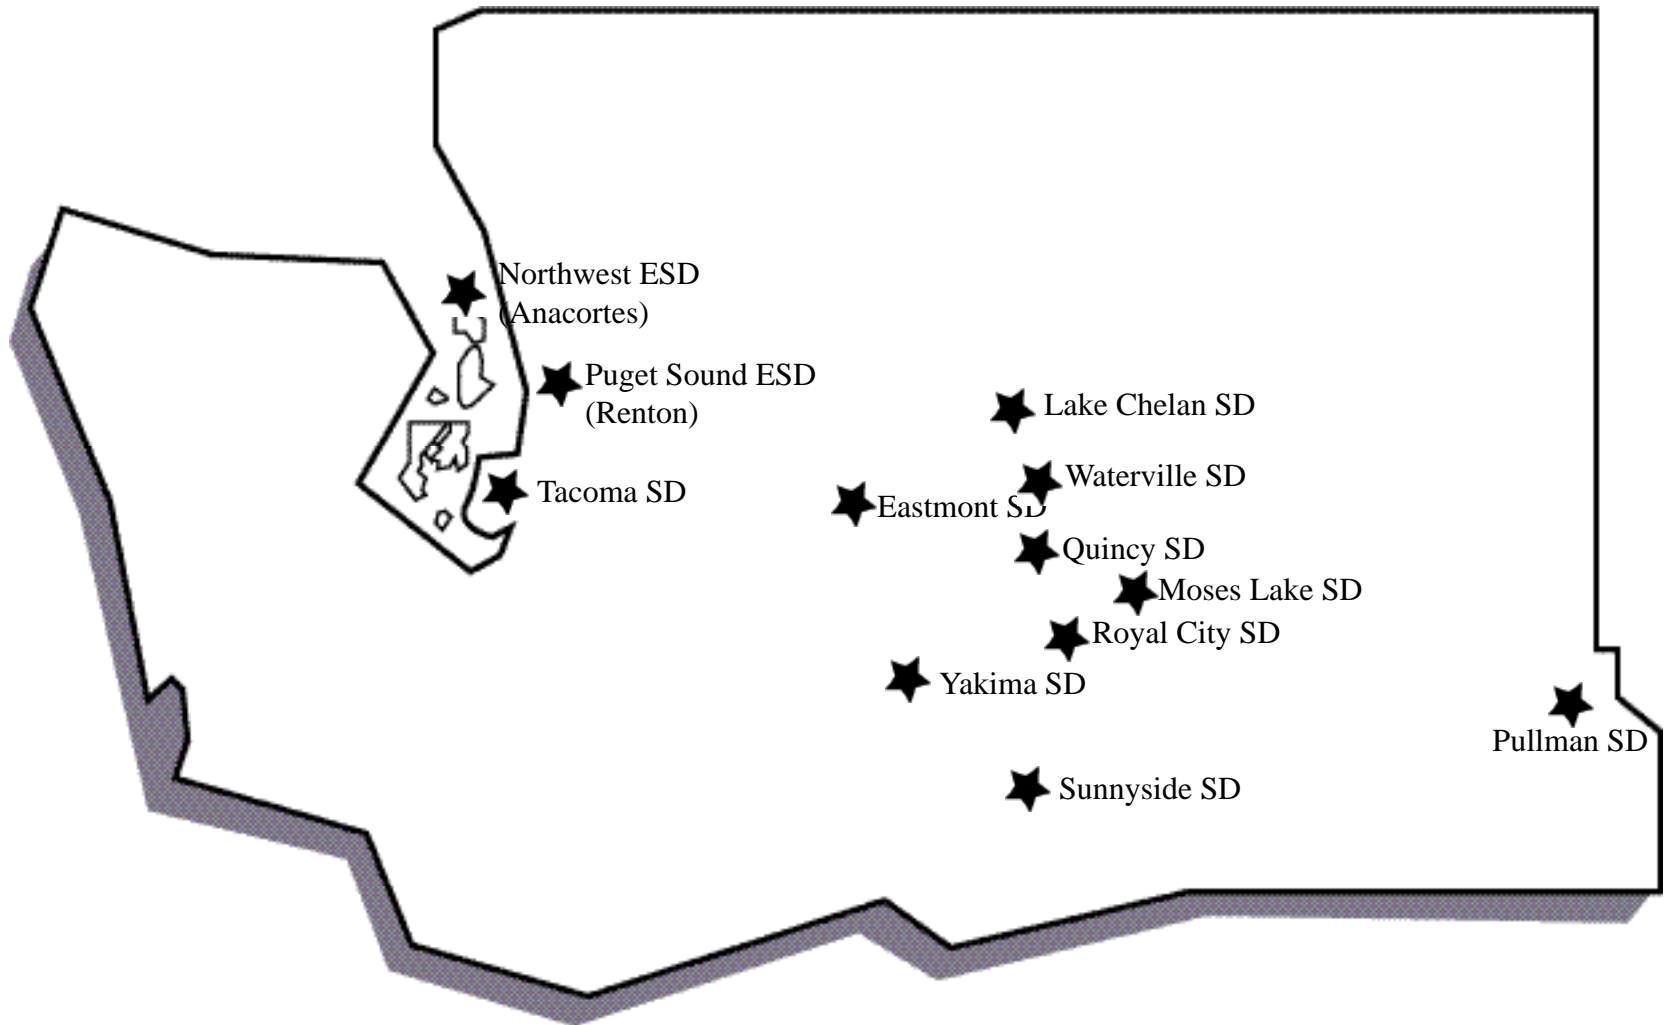 Northwest ESD
(Anacortes)
Puget Sound ESD
(Renton)
Lake Chelan SD
Waterville SD
Tacoma SD
Eastmont SD
Quincy SD
Moses Lake SD
Royal City SD
Yakima SD
Pullman SD
Sunnyside SD